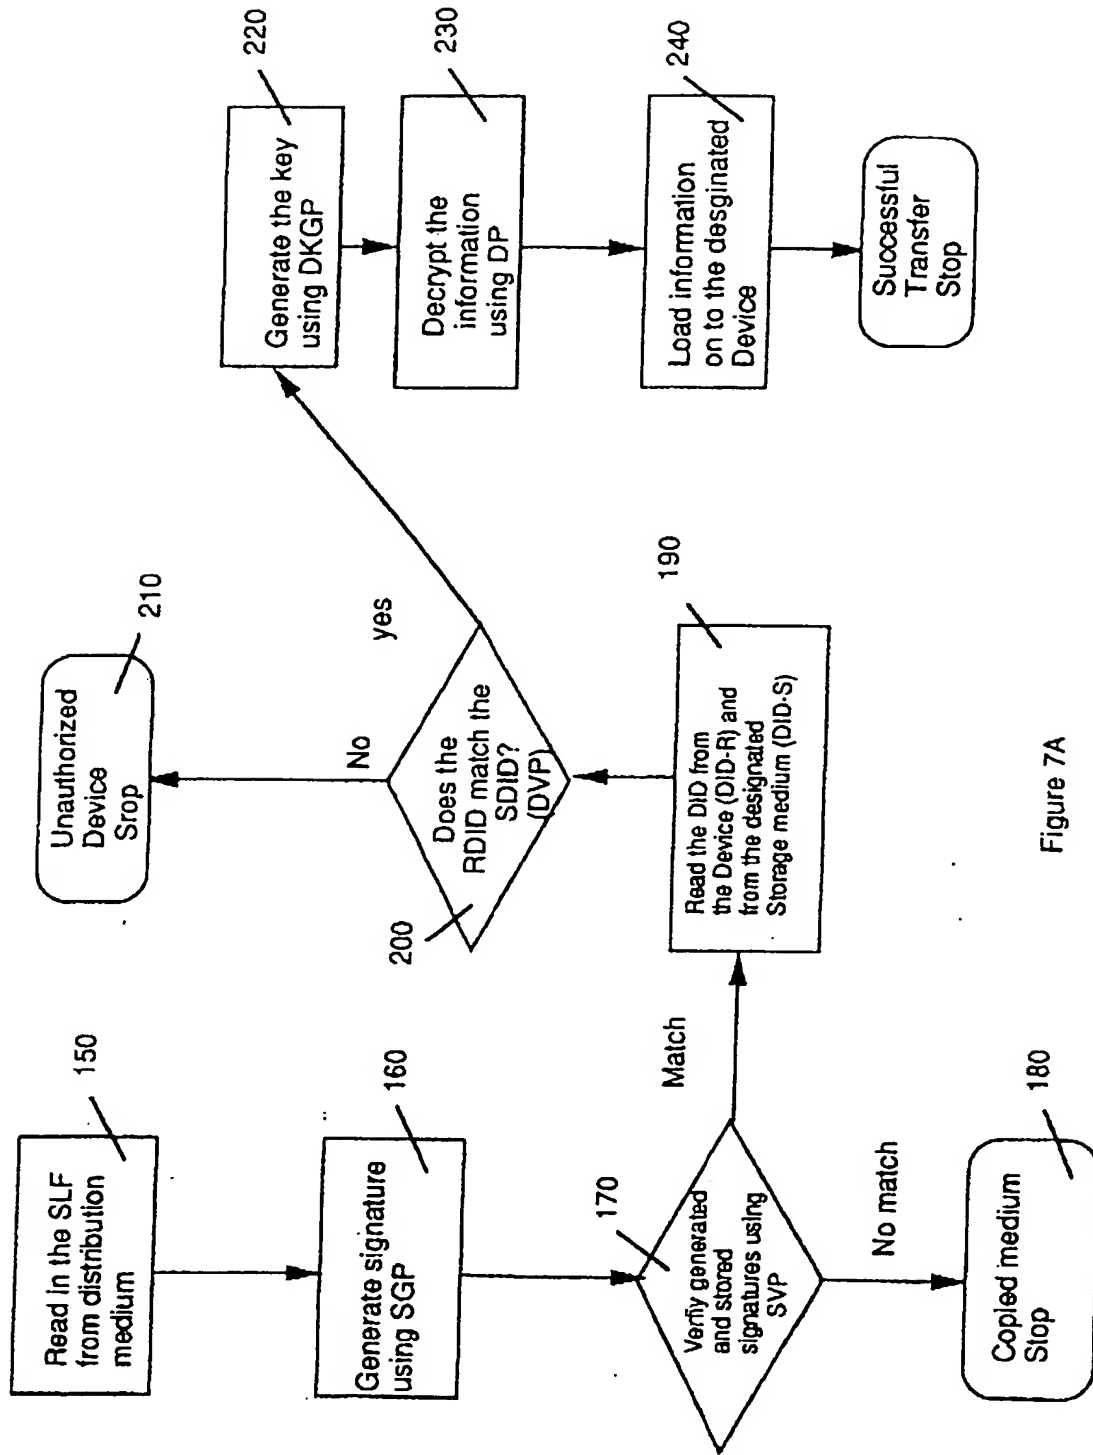 150
Read in the SLF
from distribution
medium
160
Generate signature
using SGP
170
Verfiy generated
and stored
signatures using
SVP
No match
180
Copied medium
Stop
Match
190
Read the DID from
the Device (DID-R) and
from the designated
Storage medium (DID-S)
200
Does the
RDID match the
SDID?
(DVP)
No
210
Unauthorized
Device
Srop
yes
220
Generate the key
using DKGP
230
Decrypt the
information
using DP
240
Load information
on to the desginated
Device
Successful
Transfer
Stop
Figure 7A